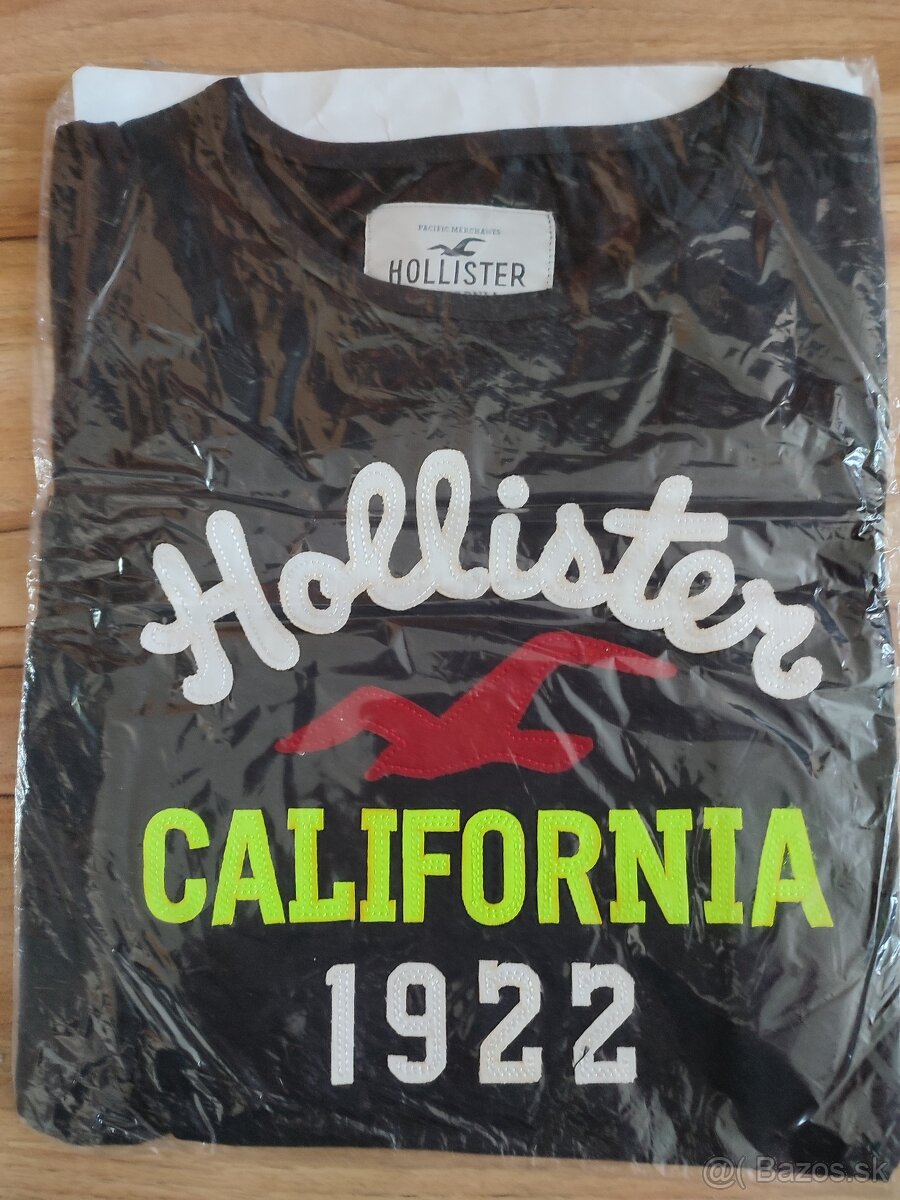 PACIFIC MERCHANTS
HOLLISTER
Hollister
CALIFORNIA
1922
@( Bazos.sk